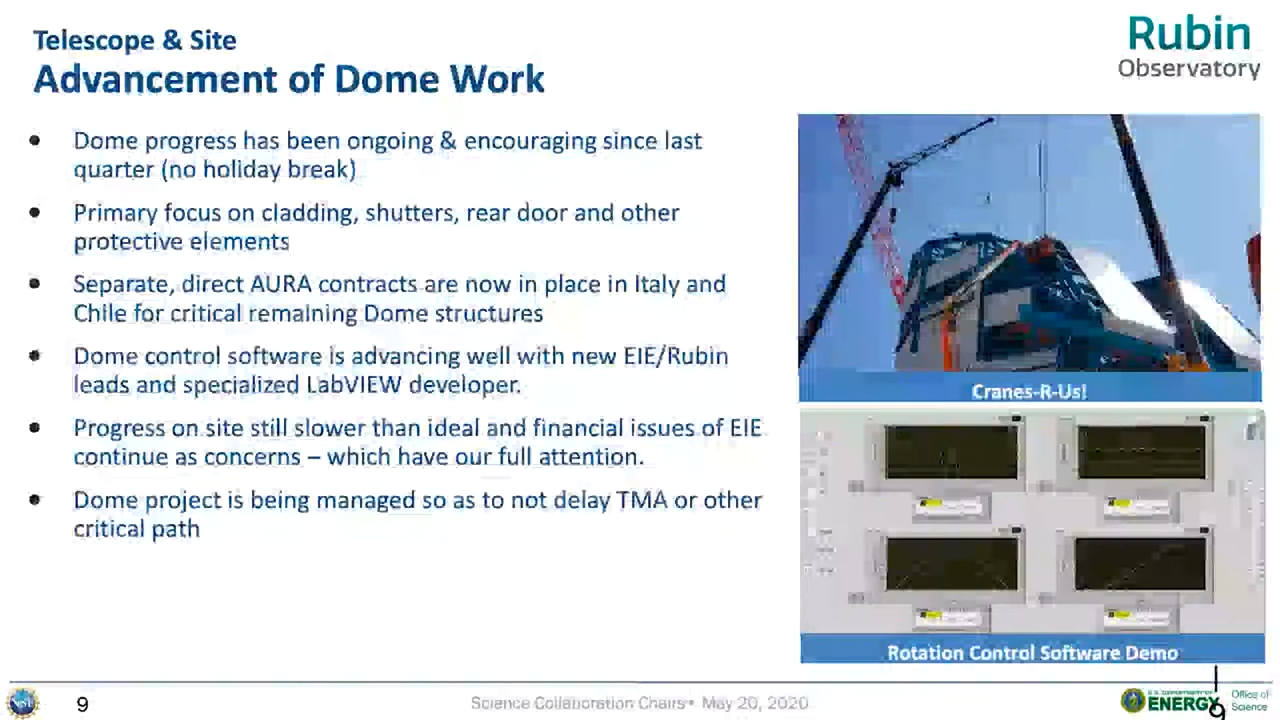 Telescope & Site
Advancement of Dome Work
Rubin
Observatory
• Dome progress has been ongoing & encouraging since last
quarter (no holiday break)
• Primary focus on cladding, shutters, rear door and other
protective elements
• Separate, direct AURA contracts are now in place in Italy and
Chile for critical remaining Dome structures
• Dome control software is advancing well with new EIE/Rubin
leads and specialized LabVIEW developer.
• Progress on site still slower than ideal and financial issues of EIE
continue as concerns – which have our full attention.
• Dome project is being managed so as to not delay TMA or other
critical path
Cranes-R-Us!
Rotation Control Software Demo
NSF
9
Science Collaboration Chairs • May 20, 2020
U.S. DEPARTMENT OF
ENERGY
Office of
Science
9